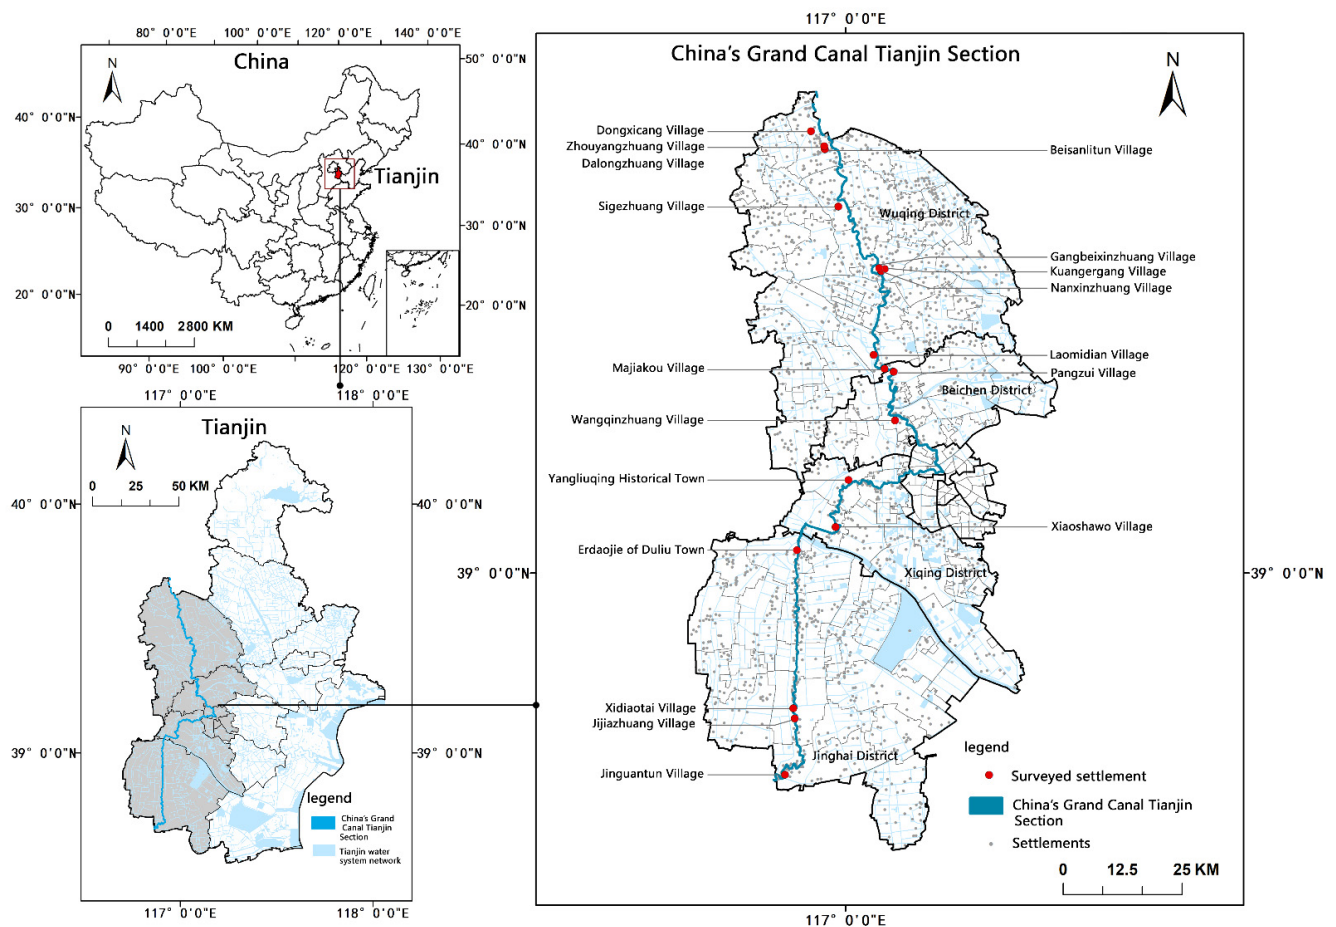 80° 0'0"N
100° 0'0"N
120° 0'0"N
140° 0'0"N
China
N
50° 0'0"N
40° 0'0"N
40° 0'0"N
Tianjin
30° 0'0"N
30° 0'0"N
20° 0'0"N
20° 0'0"N
0 1400 2800 KM
90° 0'0"N
100° 0'0"N
120° 0'0"N
130° 0'0"N
117° 0'0"N
118° 0'0"N
Tianjin
N
0 25 50 KM
40° 0'0"N
40° 0'0"N
39° 0'0"N
39° 0'0"N
legend
China's Grand
Canal Tianjin
Section
Tianjin water
system network
117° 0'0"N
118° 0'0"N
117° 0'0"N
China's Grand Canal Tianjin Section
N
Dongxicang Village
Zhouyangzhuang Village
Dalongzhuang Village
Beisanlitun Village
Sigezhuang Village
Wuqing District
Gangbeixinzhuang Village
Kuangergang Village
Nanxinzhuang Village
Laomidian Village
Majiakou Village
Pangzui Village
Beichen District
Wangqinzhuang Village
Yangliuqing Historical Town
Xiaoshawo Village
Erdaojie of Duliu Town
39° 0'0"N
Xiqing District
39° 0'0"N
Xidiaotai Village
Jijiazhuang Village
Jinghai District
Jinguantun Village
legend
Surveyed settlement
China's Grand Canal Tianjin
Section
Settlements
0 12.5 25 KM
117° 0'0"N